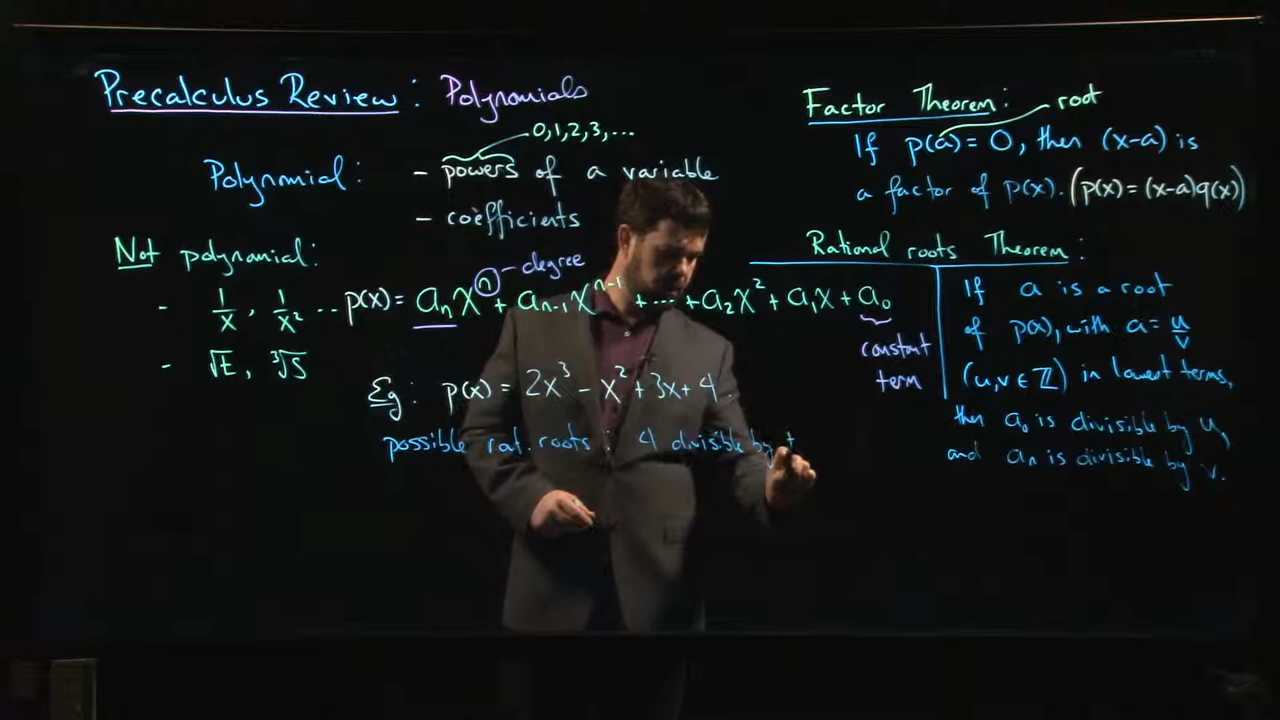 Precalculus Review: Polynomials
0,1,2,3,...
Polynomial: - powers of a variable
- coefficients
Not polynomial:
- 1/x, 1/x² ...
- √t, ³√s
degree
p(x) = aₙxⁿ + aₙ₋₁xⁿ⁻¹ + ... + a₂x² + a₁x + a₀
constant
term
Eg: p(x) = 2x³ - x² + 3x + 4.
possible rat. roots : 4 divisible by
Factor Theorem: root
If p(a) = 0, then (x-a) is
a factor of p(x). (p(x) = (x-a)q(x))
Rational roots Theorem:
If a is a root
of p(x), with a = u/v
(u,v ∈ ℤ) in lowest terms,
then a₀ is divisible by u,
and aₙ is divisible by v.